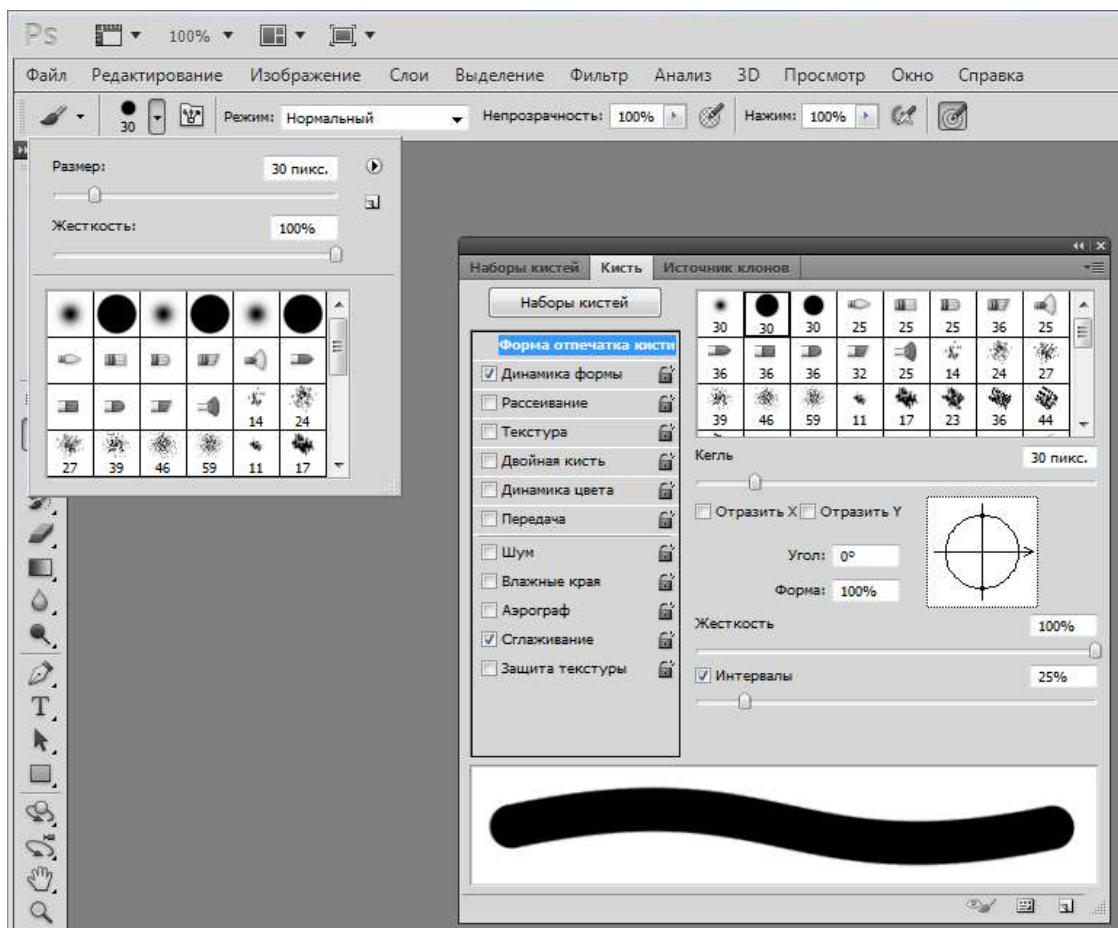 Ps 100%
Файл Редактирование Изображение Слои Выделение Фильтр Анализ 3D Просмотр Окно Справка
30 Режим: Нормальный Непрозрачность: 100% Нажим: 100%
Размер: 30 пикс.
Жесткость: 100%
14 24
27 39 46 59 11 17
Наборы кистей Кисть Источник клонов
Наборы кистей
Форма отпечатка кисти
Динамика формы
Рассеивание
Текстура
Двойная кисть
Динамика цвета
Передача
Шум
Влажные края
Аэрограф
Сглаживание
Защита текстуры
30 30 30 25 25 25 36 25
36 36 36 32 25 14 24 27
39 46 59 11 17 23 36 44
Кегль 30 пикс.
Отразить X Отразить Y
Угол: 0º
Форма: 100%
Жесткость 100%
Интервалы 25%
T